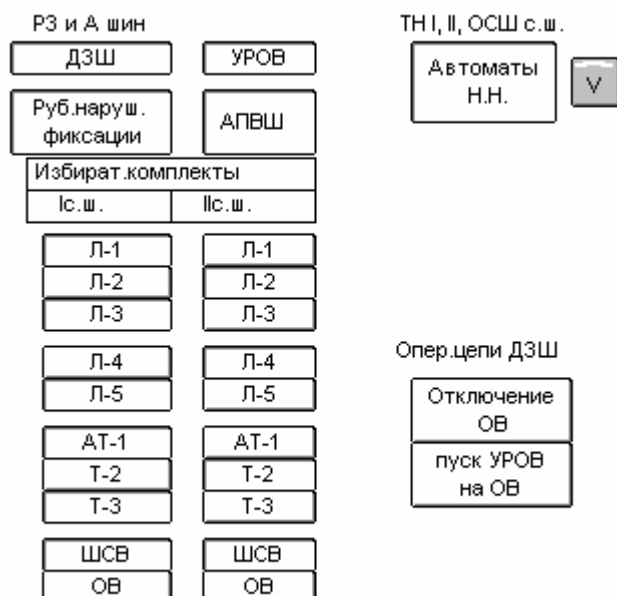 РЗ и А шин
ДЗШ
УРОВ
Руб.наруш.
фиксации
АПВШ
Избират.комплекты
Iс.ш.
IIс.ш.
Л-1
Л-1
Л-2
Л-2
Л-3
Л-3
Л-4
Л-4
Л-5
Л-5
АТ-1
АТ-1
Т-2
Т-2
Т-3
Т-3
ШСВ
ШСВ
ОВ
ОВ
ТН I, II, ОСШ с.ш.
Автоматы
Н.Н.
V
Опер.цепи ДЗШ
Отключение
ОВ
пуск УРОВ
на ОВ